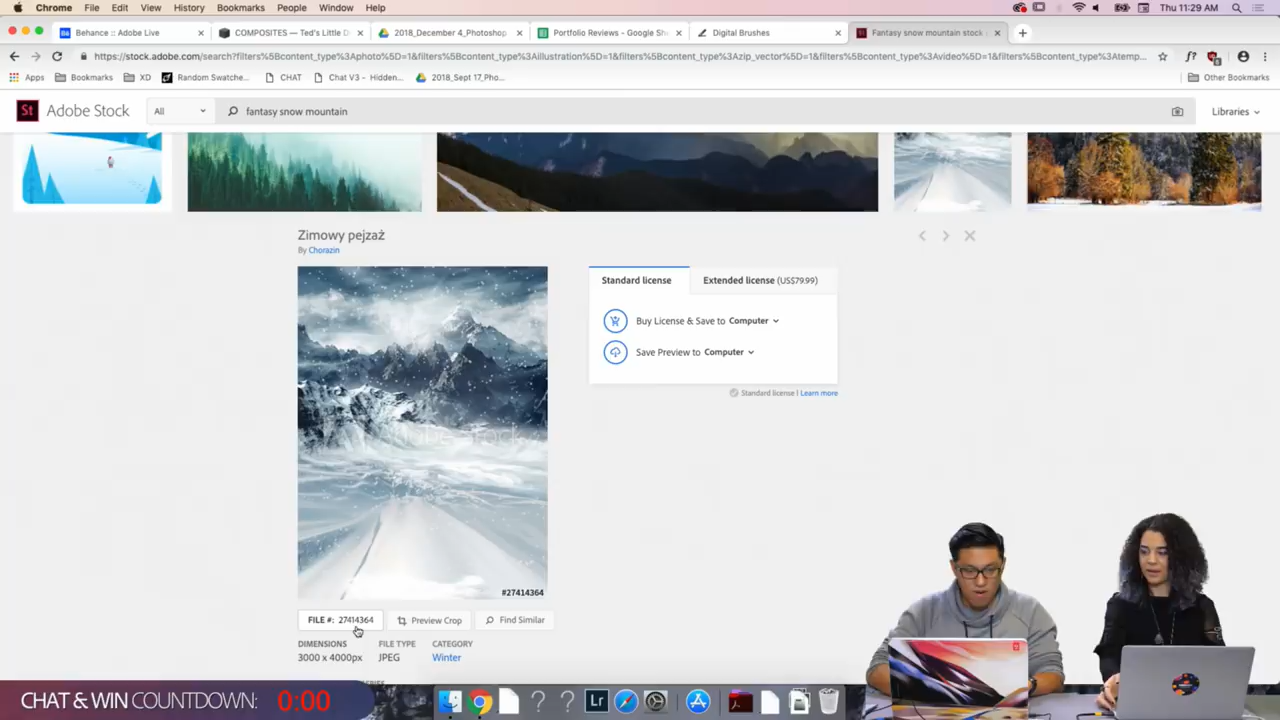 Chrome File Edit View History Bookmarks People Window Help Thu 11:29 AM
Behance :: Adobe Live COMPOSITES — Ted's Little D 2018_December 4_Photoshop Portfolio Reviews - Google She Digital Brushes Fantasy snow mountain stock
https://stock.adobe.com/search?filters%5Bcontent_type%3Aphoto%5D=1&filters%5Bcontent_type%3Aillustration%5D=1&filters%5Bcontent_type%3Azip_vector%5D=1&filters%5Bcontent_type%3Avideo%5D=1&filters%5Bcontent_type%3Atemp...
Apps Bookmarks XD Random Swatche... CHAT Chat V3 - Hidden... 2018_Sept 17_Pho... Other Bookmarks
St Adobe Stock All fantasy snow mountain Libraries
Zimowy pejzaż
By Chorazin
Standard license Extended license (US$79.99)
Buy License & Save to Computer
Save Preview to Computer
Standard license | Learn more
Adobe Stock
#27414364
FILE #: 27414364 Preview Crop Find Similar
DIMENSIONS FILE TYPE CATEGORY
3000 x 4000px JPEG Winter
CHAT & WIN COUNTDOWN: 0:00
Lr